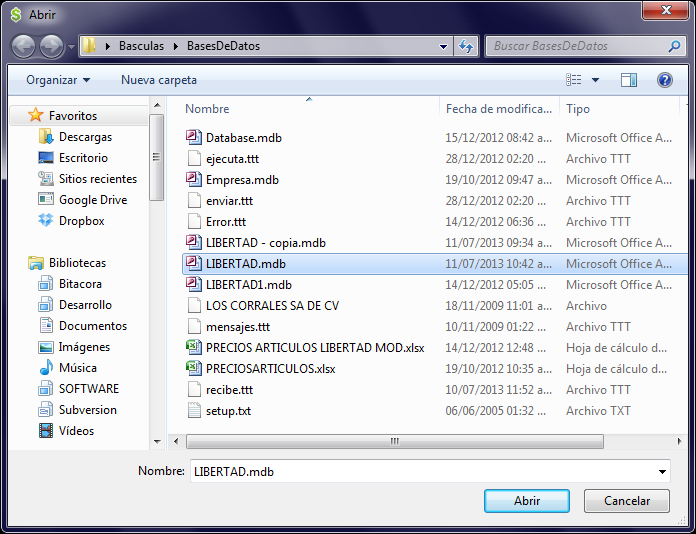 Abrir
Basculas
BasesDeDatos
Buscar BasesDeDatos
Organizar
Nueva carpeta
Favoritos
Descargas
Escritorio
Sitios recientes
Google Drive
Dropbox
Bibliotecas
Bitacora
Desarrollo
Documentos
Imágenes
Música
SOFTWARE
Subversion
Vídeos
Nombre Fecha de modifica... Tipo
Database.mdb 15/12/2012 08:42 a... Microsoft Office A...
ejecuta.ttt 28/12/2012 02:20 ... Archivo TTT
Empresa.mdb 19/10/2012 09:47 a... Microsoft Office A...
enviar.ttt 28/12/2012 02:20 ... Archivo TTT
Error.ttt 14/12/2012 06:36 ... Archivo TTT
LIBERTAD - copia.mdb 11/07/2013 09:34 a... Microsoft Office A...
LIBERTAD.mdb 11/07/2013 10:42 a... Microsoft Office A...
LIBERTAD1.mdb 14/12/2012 05:05 ... Microsoft Office A...
LOS CORRALES SA DE CV 18/11/2009 11:01 a... Archivo
mensajes.ttt 10/11/2009 01:22 ... Archivo TTT
PRECIOS ARTICULOS LIBERTAD MOD.xlsx 14/12/2012 12:48 ... Hoja de cálculo d...
PRECIOSARTICULOS.xlsx 19/10/2012 10:35 a... Hoja de cálculo d...
recibe.ttt 10/07/2013 11:52 a... Archivo TTT
setup.txt 06/06/2005 01:32 ... Archivo TXT
Nombre: LIBERTAD.mdb
Abrir
Cancelar